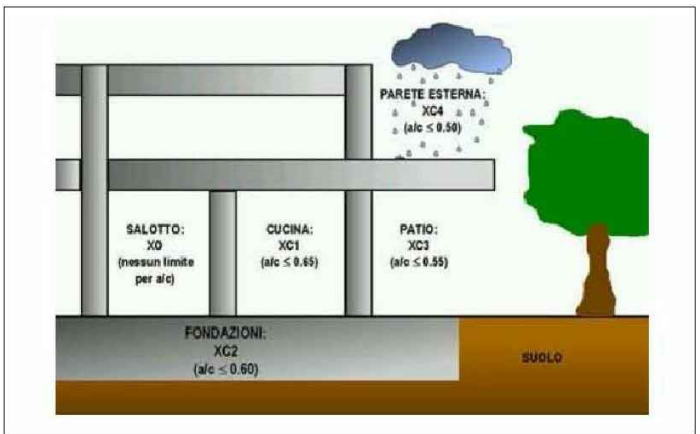 PARETE ESTERNA:
XC4
(a/c ≤ 0.50)
SALOTTO:
X0
(nessun limite
per a/c)
CUCINA:
XC1
(a/c ≤ 0.65)
PATIO:
XC3
(a/c ≤ 0.55)
FONDAZIONI:
XC2
(a/c ≤ 0.60)
SUOLO